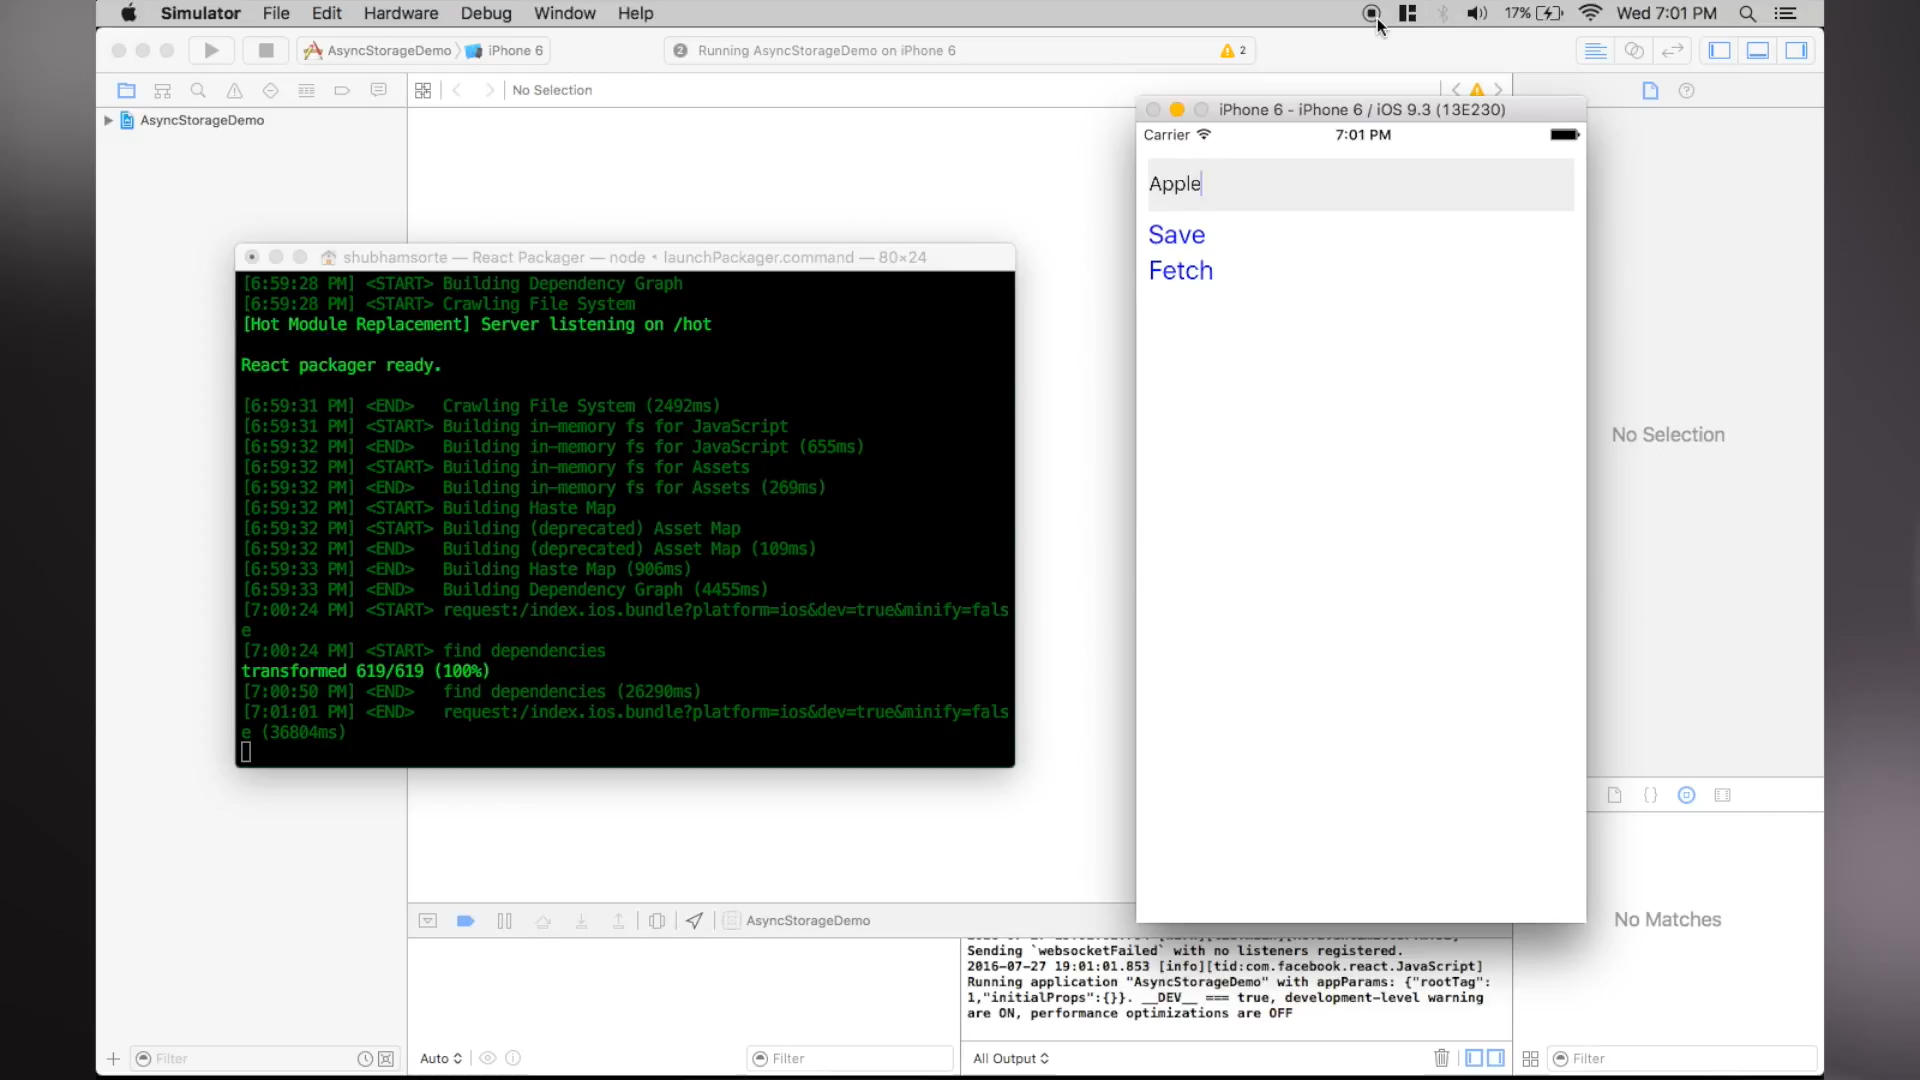 Simulator File Edit Hardware Debug Window Help 17% Wed 7:01 PM
AsyncStorageDemo iPhone 6 2 Running AsyncStorageDemo on iPhone 6 2
No Selection
AsyncStorageDemo
shubhamsorte — React Packager — node • launchPackager.command — 80×24
[6:59:28 PM] <START> Building Dependency Graph
[6:59:28 PM] <START> Crawling File System
[Hot Module Replacement] Server listening on /hot
React packager ready.
[6:59:31 PM] <END>   Crawling File System (2492ms)
[6:59:31 PM] <START> Building in-memory fs for JavaScript
[6:59:32 PM] <END>   Building in-memory fs for JavaScript (655ms)
[6:59:32 PM] <START> Building in-memory fs for Assets
[6:59:32 PM] <END>   Building in-memory fs for Assets (269ms)
[6:59:32 PM] <START> Building Haste Map
[6:59:32 PM] <START> Building (deprecated) Asset Map
[6:59:32 PM] <END>   Building (deprecated) Asset Map (109ms)
[6:59:33 PM] <END>   Building Haste Map (906ms)
[6:59:33 PM] <END>   Building Dependency Graph (4455ms)
[7:00:24 PM] <START> request:/index.ios.bundle?platform=ios&dev=true&minify=fals
e
[7:00:24 PM] <START> find dependencies
transformed 619/619 (100%)
[7:00:50 PM] <END>   find dependencies (26290ms)
[7:01:01 PM] <END>   request:/index.ios.bundle?platform=ios&dev=true&minify=fals
e (36804ms)
iPhone 6 - iPhone 6 / iOS 9.3 (13E230)
Carrier 7:01 PM
Apple
Save
Fetch
No Selection
No Matches
AsyncStorageDemo
Sending `websocketFailed` with no listeners registered.
2016-07-27 19:01:01.853 [info][tid:com.facebook.react.JavaScript]
Running application "AsyncStorageDemo" with appParams: {"rootTag":
1,"initialProps":{}}. __DEV__ === true, development-level warning
are ON, performance optimizations are OFF
Filter Auto Filter All Output Filter